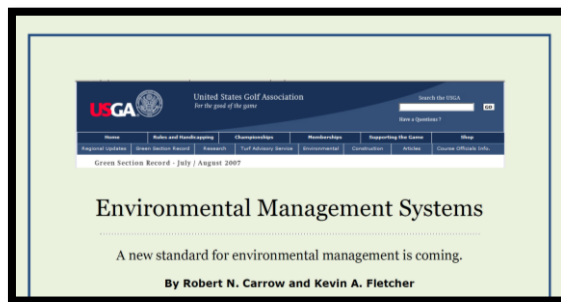 USGA
United States Golf Association
For the good of the game
Search the USGA
GO
Have a Question?
Home Rules and Handicapping Championships Memberships Supporting the Game Shop
Regional Updates Green Section Record Research Turf Advisory Service Environmental Construction Articles Course Officials Info.
Green Section Record - July / August 2007
Environmental Management Systems
A new standard for environmental management is coming.
By Robert N. Carrow and Kevin A. Fletcher